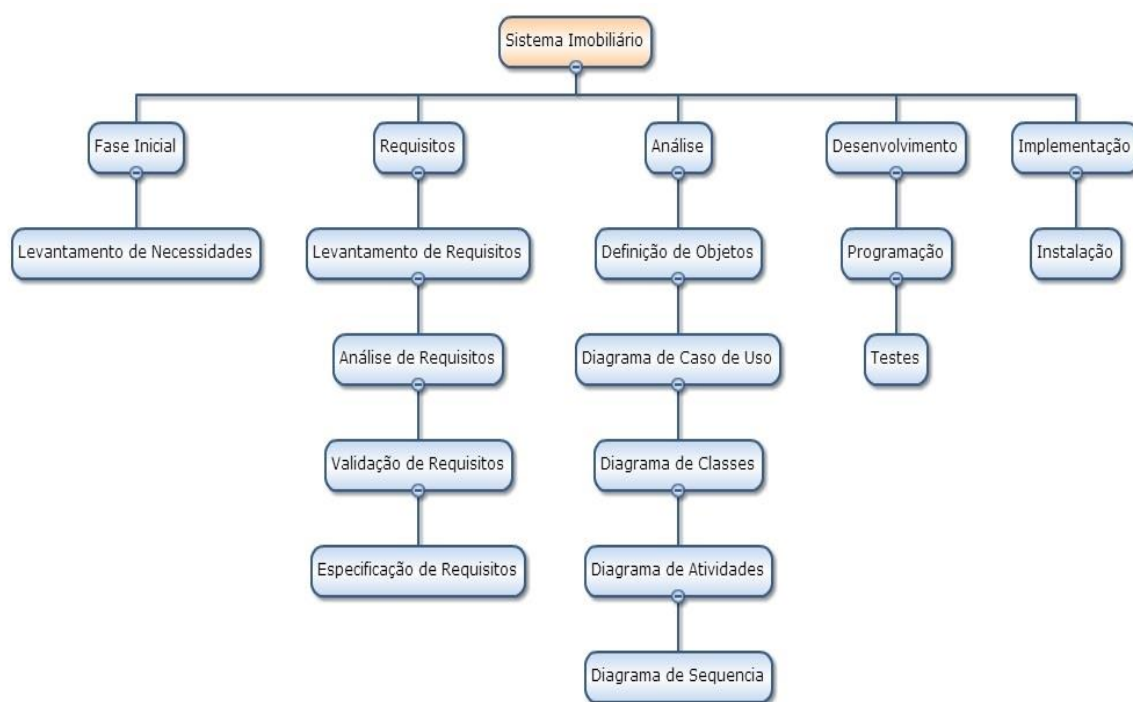 Sistema Imobiliário
Fase Inicial
Requisitos
Análise
Desenvolvimento
Implementação
Levantamento de Necessidades
Levantamento de Requisitos
Definição de Objetos
Programação
Instalação
Análise de Requisitos
Diagrama de Caso de Uso
Testes
Validação de Requisitos
Diagrama de Classes
Especificação de Requisitos
Diagrama de Atividades
Diagrama de Sequencia